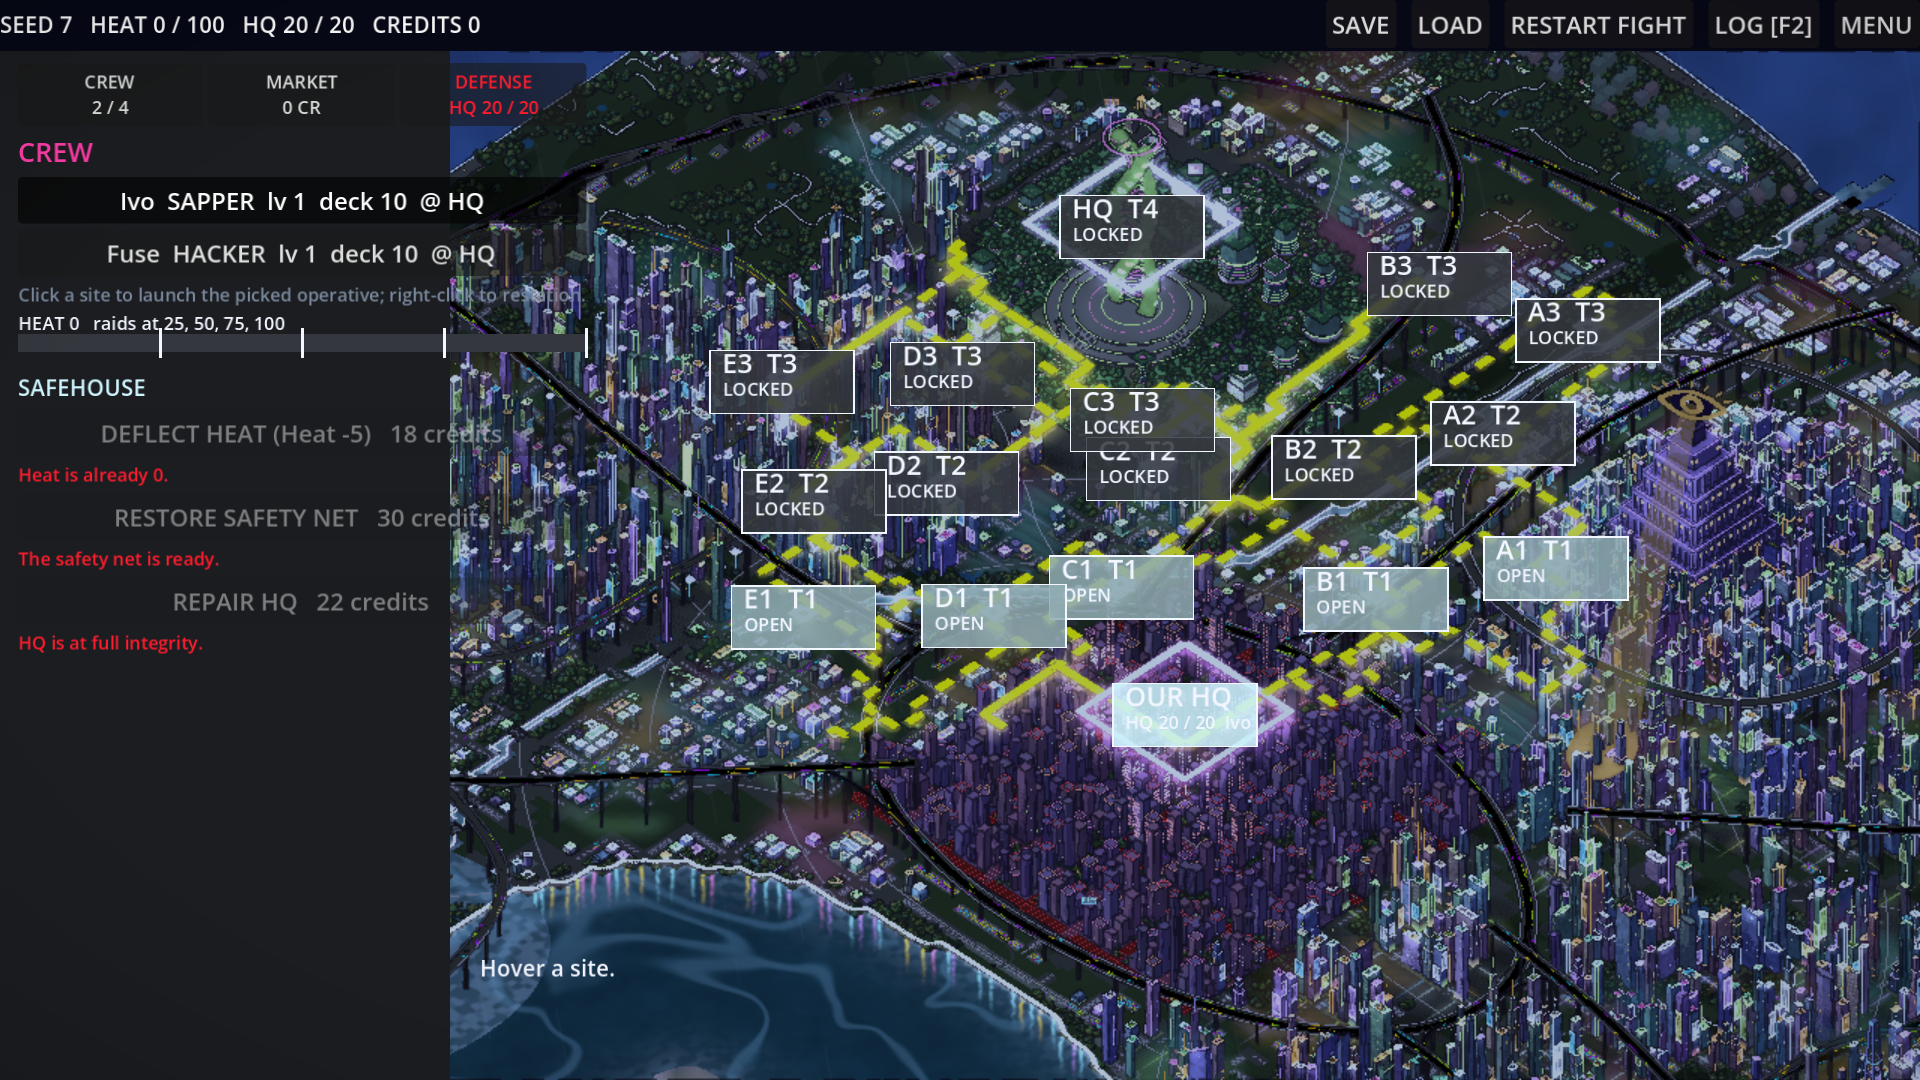 SEED 7 HEAT 0 / 100 HQ 20 / 20 CREDITS 0
SAVE LOAD RESTART FIGHT LOG [F2] MENU
CREW MARKET DEFENSE
2 / 4 0 CR HQ 20 / 20
CREW
Ivo SAPPER lv 1 deck 10 @ HQ
Fuse HACKER lv 1 deck 10 @ HQ
Click a site to launch the picked operative; right-click to
HEAT 0 raids at 25, 50, 75, 100
SAFEHOUSE
DEFLECT HEAT (Heat -5) 18 credits
Heat is already 0.
RESTORE SAFETY NET 30 credits
The safety net is ready.
REPAIR HQ 22 credits
HQ is at full integrity.
HQ T4
LOCKED
B3 T3
LOCKED
A3 T3
LOCKED
E3 T3
LOCKED
D3 T3
LOCKED
C3 T3
LOCKED
A2 T2
LOCKED
C2 T2
LOCKED
B2 T2
LOCKED
D2 T2
LOCKED
E2 T2
LOCKED
A1 T1
OPEN
C1 T1
OPEN
B1 T1
OPEN
E1 T1
OPEN
D1 T1
OPEN
OUR HQ
HQ 20 / 20 Ivo
Hover a site.